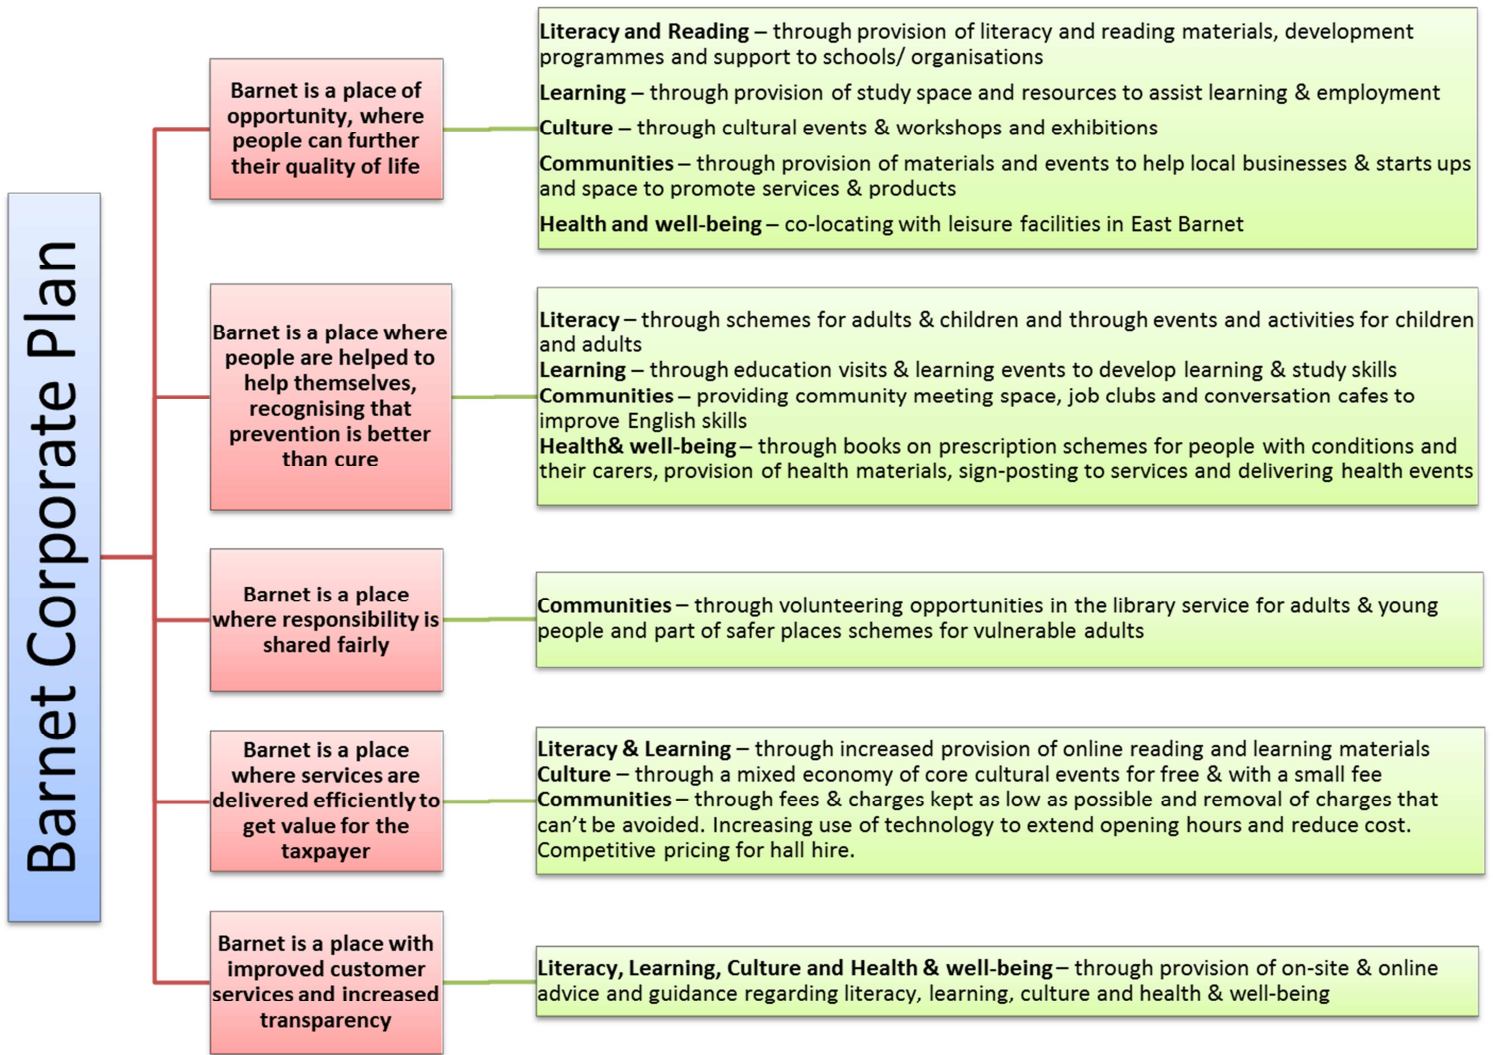 Barnet Corporate Plan
Barnet is a place of
opportunity, where
people can further
their quality of life
Literacy and Reading – through provision of literacy and reading materials, development
programmes and support to schools/ organisations
Learning – through provision of study space and resources to assist learning & employment
Culture – through cultural events & workshops and exhibitions
Communities – through provision of materials and events to help local businesses & starts ups
and space to promote services & products
Health and well-being – co-locating with leisure facilities in East Barnet
Barnet is a place where
people are helped to
help themselves,
recognising that
prevention is better
than cure
Literacy – through schemes for adults & children and through events and activities for children
and adults
Learning – through education visits & learning events to develop learning & study skills
Communities – providing community meeting space, job clubs and conversation cafes to
improve English skills
Health& well-being – through books on prescription schemes for people with conditions and
their carers, provision of health materials, sign-posting to services and delivering health events
Barnet is a place
where responsibility is
shared fairly
Communities – through volunteering opportunities in the library service for adults & young
people and part of safer places schemes for vulnerable adults
Barnet is a place
where services are
delivered efficiently to
get value for the
taxpayer
Literacy & Learning – through increased provision of online reading and learning materials
Culture – through a mixed economy of core cultural events for free & with a small fee
Communities – through fees & charges kept as low as possible and removal of charges that
can’t be avoided. Increasing use of technology to extend opening hours and reduce cost.
Competitive pricing for hall hire.
Barnet is a place with
improved customer
services and increased
transparency
Literacy, Learning, Culture and Health & well-being – through provision of on-site & online
advice and guidance regarding literacy, learning, culture and health & well-being